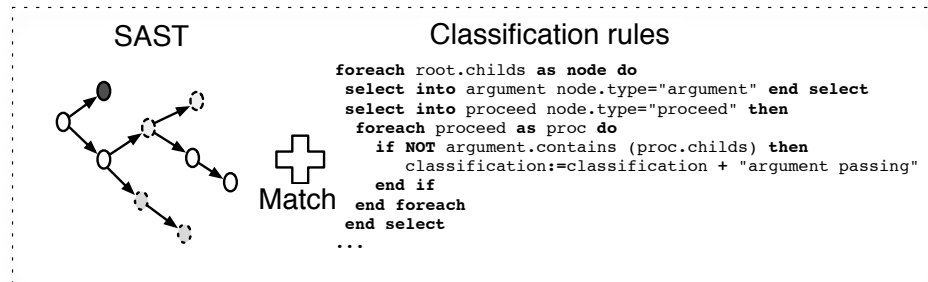 SAST
Classification rules
foreach root.childs as node do
select into argument node.type="argument" end select
select into proceed node.type="proceed" then
foreach proceed as proc do
if NOT argument.contains (proc.childs) then
classification:=classification + "argument passing"
end if
end foreach
end select
...
Match